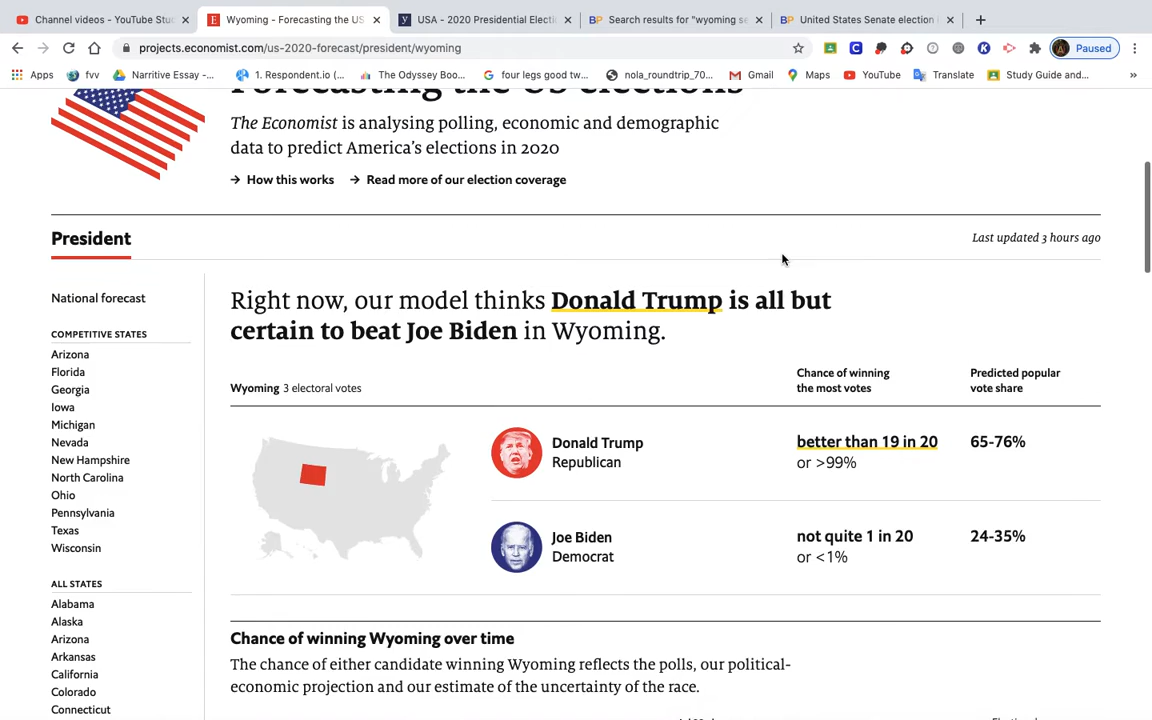 Channel videos - YouTube Stu
Wyoming - Forecasting the US
USA - 2020 Presidential Electi
Search results for "wyoming se
United States Senate election
projects.economist.com/us-2020-forecast/president/wyoming
Paused
Apps
fvv
Narritive Essay -...
1. Respondent.io (...
The Odyssey Boo...
four legs good tw...
nola_roundtrip_70...
Gmail
Maps
YouTube
Translate
Study Guide and...
»
Forecasting the US elections
The Economist is analysing polling, economic and demographic
data to predict America's elections in 2020
→ How this works → Read more of our election coverage
President
Last updated 3 hours ago
National forecast
COMPETITIVE STATES
Arizona
Florida
Georgia
Iowa
Michigan
Nevada
New Hampshire
North Carolina
Ohio
Pennsylvania
Texas
Wisconsin
ALL STATES
Alabama
Alaska
Arizona
Arkansas
California
Colorado
Connecticut
Right now, our model thinks Donald Trump is all but
certain to beat Joe Biden in Wyoming.
Wyoming 3 electoral votes
Chance of winning
the most votes
Predicted popular
vote share
Donald Trump
Republican
better than 19 in 20
or >99%
65-76%
Joe Biden
Democrat
not quite 1 in 20
or <1%
24-35%
Chance of winning Wyoming over time
The chance of either candidate winning Wyoming reflects the polls, our political-
economic projection and our estimate of the uncertainty of the race.